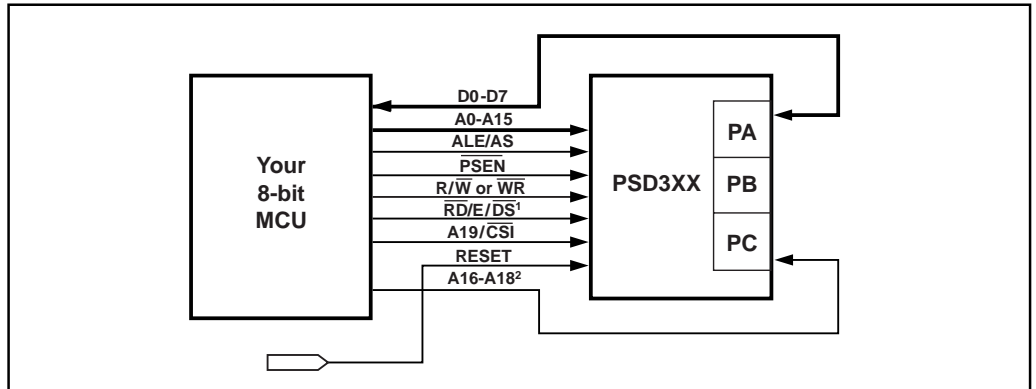 D0-D7
A0-A15
ALE/AS
PSEN
R/W or WR
RD/E/DS¹
A19/CSI
RESET
A16-A18²
Your
8-bit
MCU
PSD3XX
PA
PB
PC